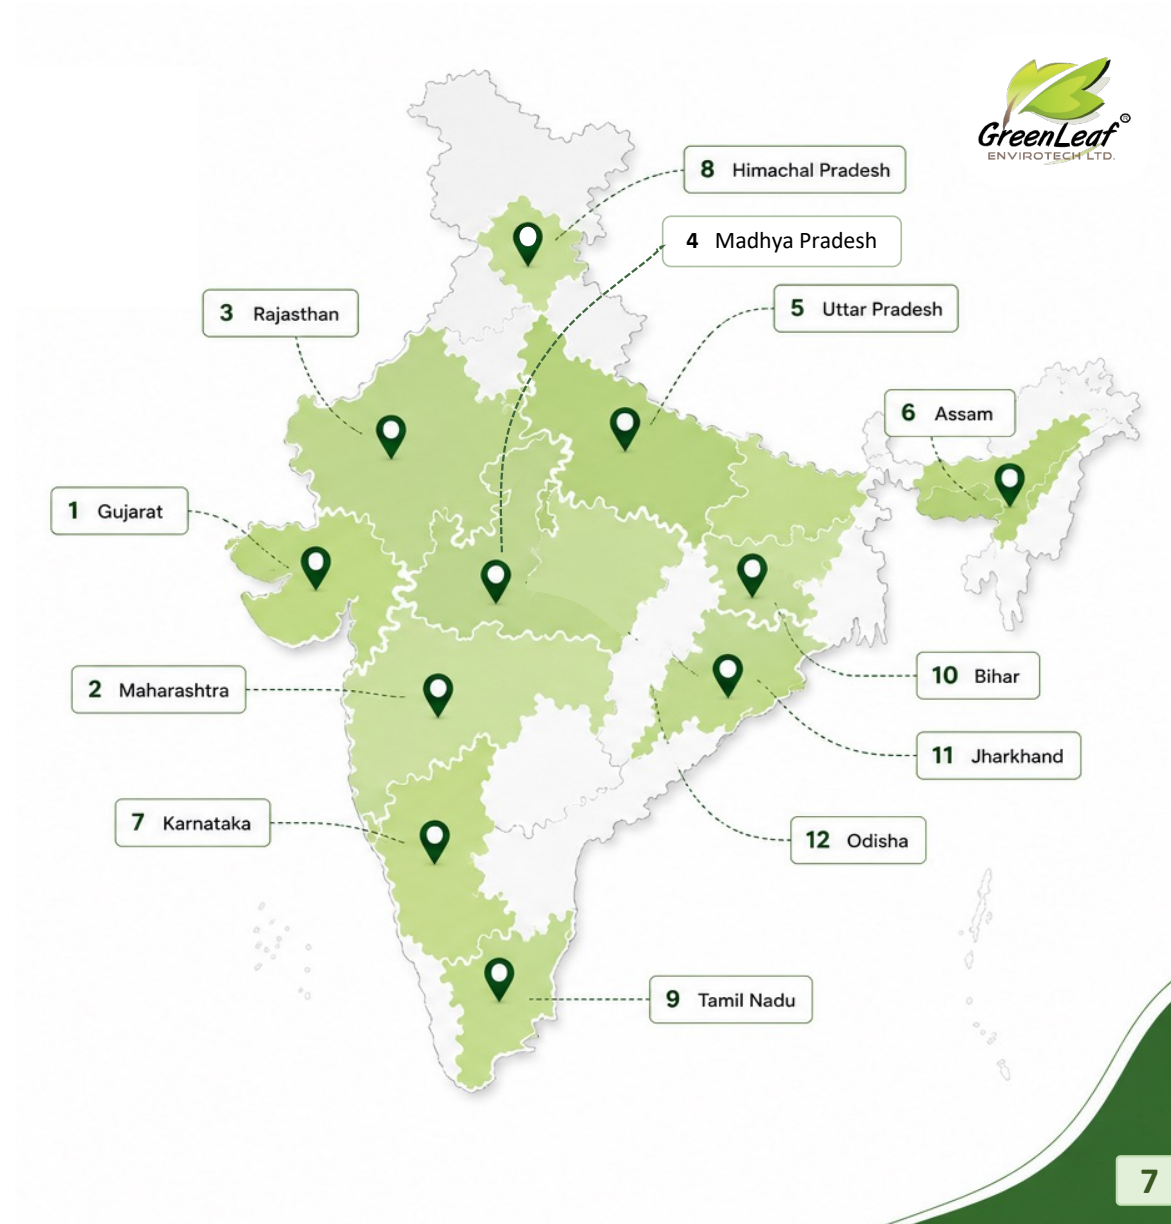 GreenLeaf®
ENVIROTECH LTD.
8 Himachal Pradesh
4 Madhya Pradesh
3 Rajasthan
5 Uttar Pradesh
6 Assam
1 Gujarat
2 Maharashtra
10 Bihar
11 Jharkhand
7 Karnataka
12 Odisha
9 Tamil Nadu
7